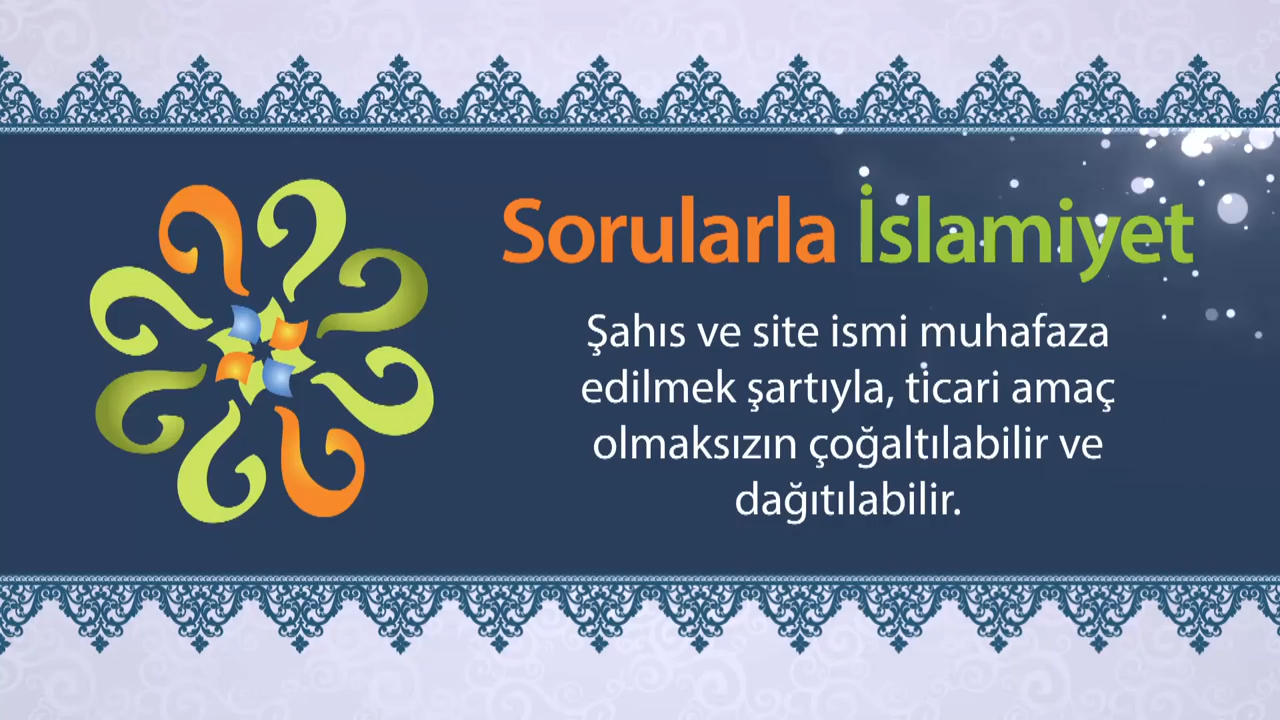 Sorularla İslamiyet
Şahıs ve site ismi muhafaza
edilmek şartıyla, ticari amaç
olmaksızın çoğaltılabilir ve
dağıtılabilir.